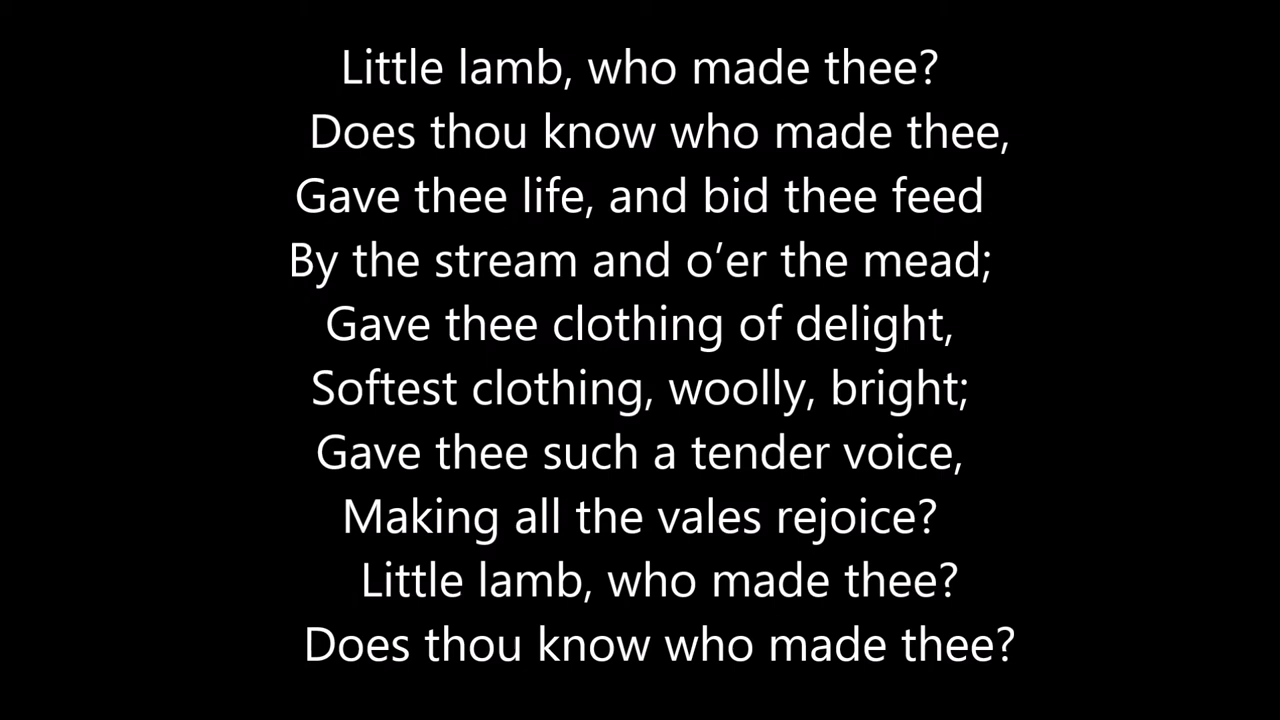 Little lamb, who made thee?
Does thou know who made thee,
Gave thee life, and bid thee feed
By the stream and o’er the mead;
Gave thee clothing of delight,
Softest clothing, woolly, bright;
Gave thee such a tender voice,
Making all the vales rejoice?
Little lamb, who made thee?
Does thou know who made thee?